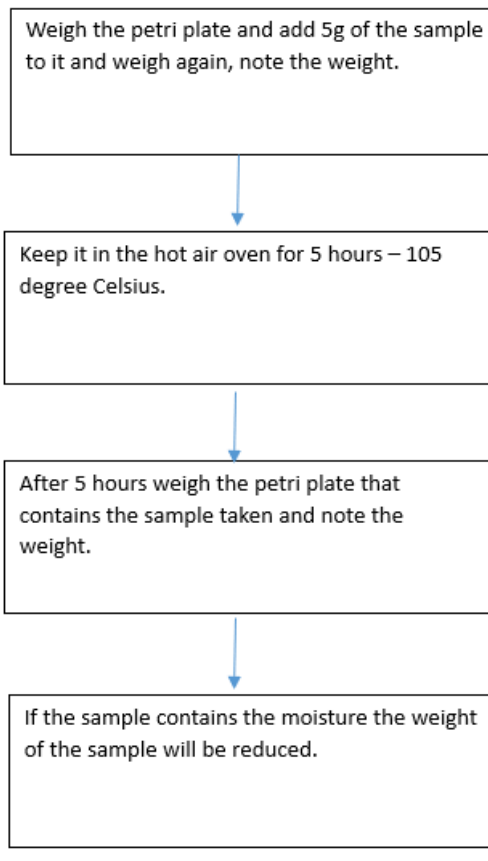 Weigh the petri plate and add 5g of the sample
to it and weigh again, note the weight.
Keep it in the hot air oven for 5 hours – 105
degree Celsius.
After 5 hours weigh the petri plate that
contains the sample taken and note the
weight.
If the sample contains the moisture the weight
of the sample will be reduced.